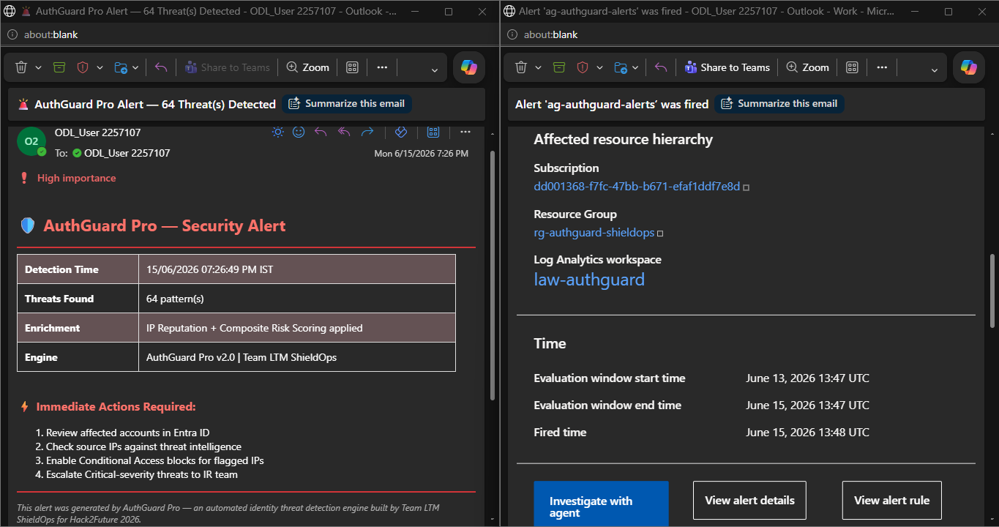 AuthGuard Pro Alert — 64 Threat(s) Detected - ODL_User 2257107 - Outlook -...
about:blank
Share to Teams
Zoom
AuthGuard Pro Alert — 64 Threat(s) Detected
Summarize this email
O2
ODL_User 2257107
To: ODL_User 2257107
Mon 6/15/2026 7:26 PM
High importance
AuthGuard Pro — Security Alert
Detection Time 15/06/2026 07:26:49 PM IST
Threats Found 64 pattern(s)
Enrichment IP Reputation + Composite Risk Scoring applied
Engine AuthGuard Pro v2.0 | Team LTM ShieldOps
Immediate Actions Required:
1. Review affected accounts in Entra ID
2. Check source IPs against threat intelligence
3. Enable Conditional Access blocks for flagged IPs
4. Escalate Critical-severity threats to IR team
This alert was generated by AuthGuard Pro — an automated identity threat detection engine built by Team LTM
ShieldOps for Hack2Future 2026.
Alert 'ag-authguard-alerts' was fired - ODL_User 2257107 - Outlook - Work - Micr...
about:blank
Share to Teams
Zoom
Alert 'ag-authguard-alerts' was fired
Summarize this email
Affected resource hierarchy
Subscription
dd001368-f7fc-47bb-b671-efaf1ddf7e8d
Resource Group
rg-authguard-shieldops
Log Analytics workspace
law-authguard
Time
Evaluation window start time June 13, 2026 13:47 UTC
Evaluation window end time June 15, 2026 13:47 UTC
Fired time June 15, 2026 13:48 UTC
Investigate with
agent
View alert details
View alert rule